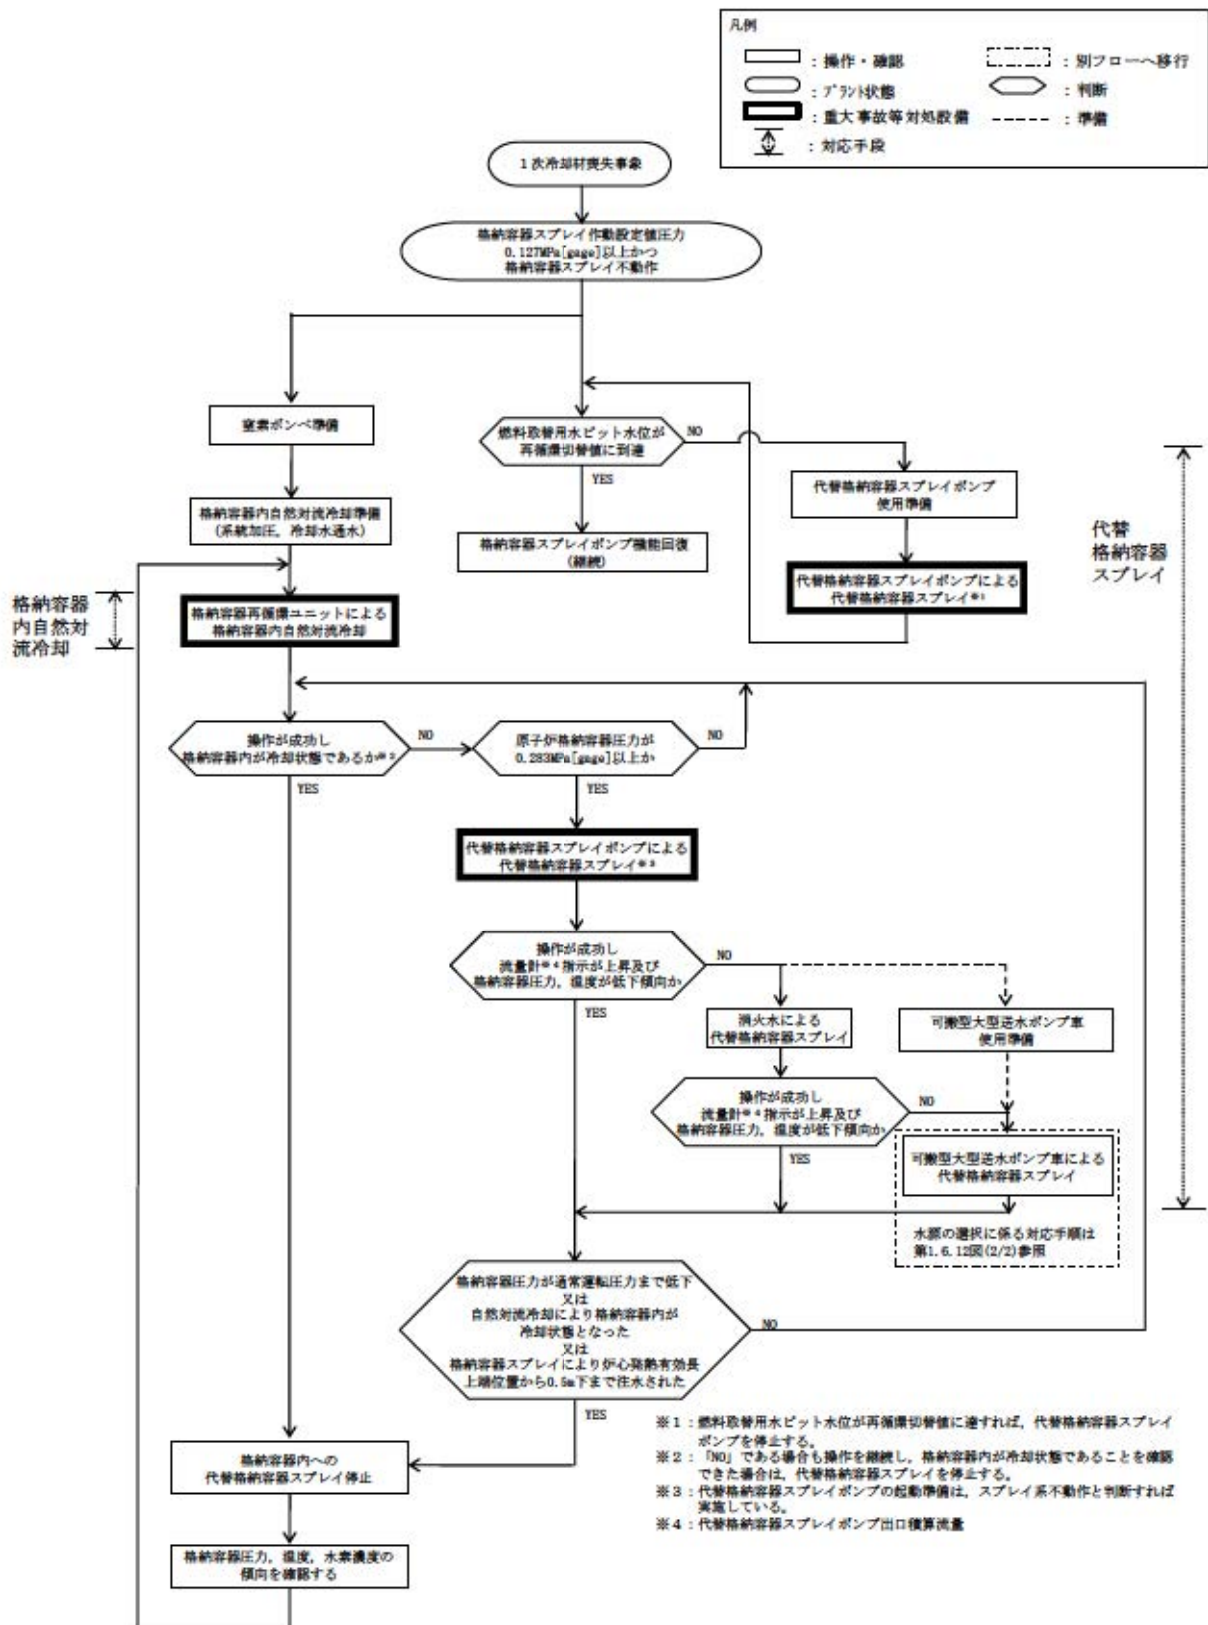 凡例
：操作・確認
：別フローへ移行
：プラント状態
：判断
：重大事故等対処設備
：準備
：対応手段
1次冷却材喪失事象
格納容器スプレイ作動設定値圧力
0.127MPa[gage]以上かつ
格納容器スプレイ不動作
窒素ボンベ準備
燃料取替用水ピット水位が
再循環切替値に到達
NO
YES
代替格納容器スプレイポンプ
使用準備
格納容器内自然対流冷却準備
(系統加圧，冷却水通水)
格納容器スプレイポンプ機能回復
(継続)
代替格納容器スプレイポンプによる
代替格納容器スプレイ※1
代替
格納容器
スプレイ
格納容器
内自然対
流冷却
格納容器再循環ユニットによる
格納容器内自然対流冷却
操作が成功し
格納容器内が冷却状態であるか※2
NO
YES
原子炉格納容器圧力が
0.283MPa[gage]以上か
NO
YES
代替格納容器スプレイポンプによる
代替格納容器スプレイ※3
操作が成功し
流量計※4指示が上昇及び
格納容器圧力，温度が低下傾向か
NO
YES
消火水による
代替格納容器スプレイ
可搬型大型送水ポンプ車
使用準備
操作が成功し
流量計※4指示が上昇及び
格納容器圧力，温度が低下傾向か
NO
YES
可搬型大型送水ポンプ車による
代替格納容器スプレイ
水源の選択に係る対応手順は
第1.6.12図(2/2)参照
格納容器圧力が通常運転圧力まで低下
又は
自然対流冷却により格納容器内が
冷却状態となった
又は
格納容器スプレイにより炉心発熱有効長
上端位置から0.5m下まで注水された
NO
YES
格納容器内への
代替格納容器スプレイ停止
格納容器圧力，温度，水素濃度の
傾向を確認する
※1：燃料取替用水ピット水位が再循環切替値に達すれば，代替格納容器スプレイ
ポンプを停止する。
※2：「NO」である場合も操作を継続し，格納容器内が冷却状態であることを確認
できた場合は，代替格納容器スプレイを停止する。
※3：代替格納容器スプレイポンプの起動準備は，スプレイ系不動作と判断すれば
実施している。
※4：代替格納容器スプレイポンプ出口積算流量